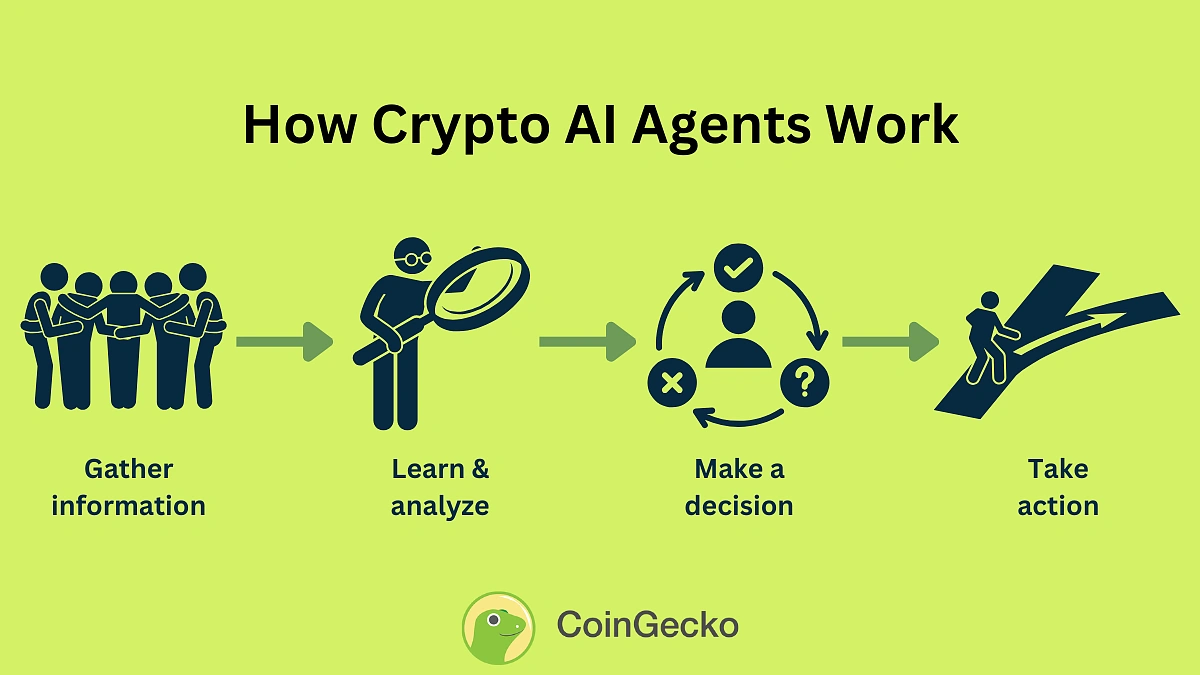 How Crypto AI Agents Work
Gather
information
Learn &
analyze
Make a
decision
?
Take
action
CoinGecko